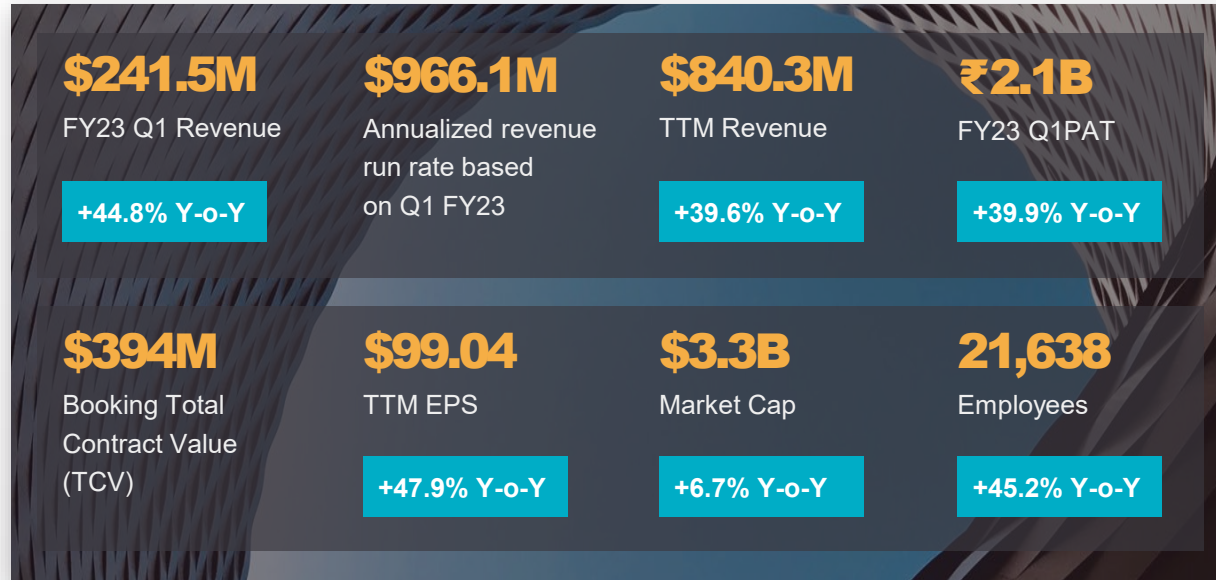 $241.5M
FY23 Q1 Revenue
+44.8% Y-o-Y
$966.1M
Annualized revenue
run rate based
on Q1 FY23
$840.3M
TTM Revenue
+39.6% Y-o-Y
₹2.1B
FY23 Q1PAT
+39.9% Y-o-Y
$394M
Booking Total
Contract Value
(TCV)
$99.04
TTM EPS
+47.9% Y-o-Y
$3.3B
Market Cap
+6.7% Y-o-Y
21,638
Employees
+45.2% Y-o-Y